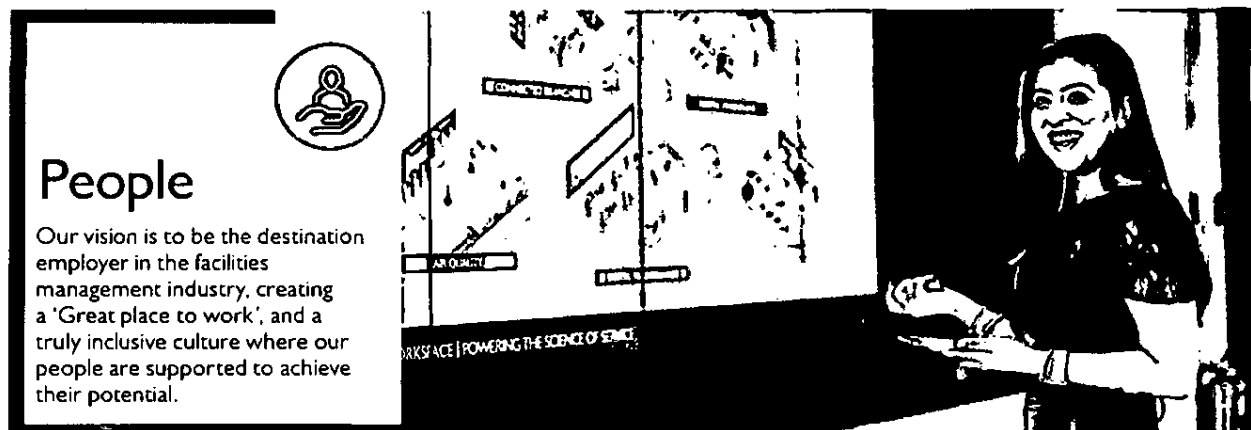 People
Our vision is to be the destination
employer in the facilities
management industry, creating
a 'Great place to work', and a
truly inclusive culture where our
people are supported to achieve
their potential.
AIR QUALITY
POWERING THE SCIENCE OF SERVICE